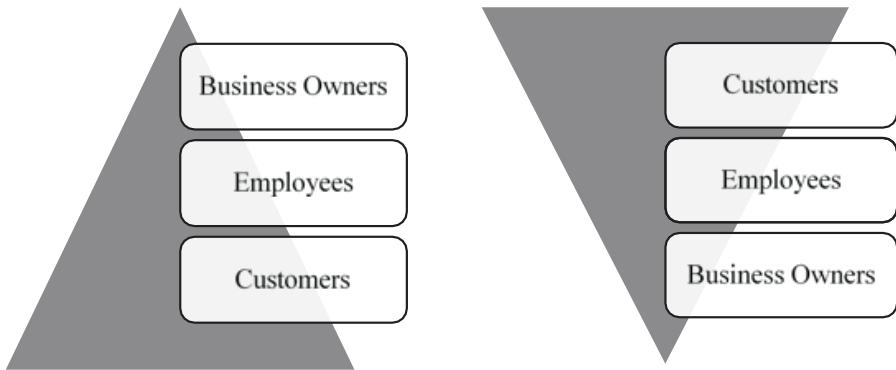 Business Owners
Employees
Customers
Customers
Employees
Business Owners